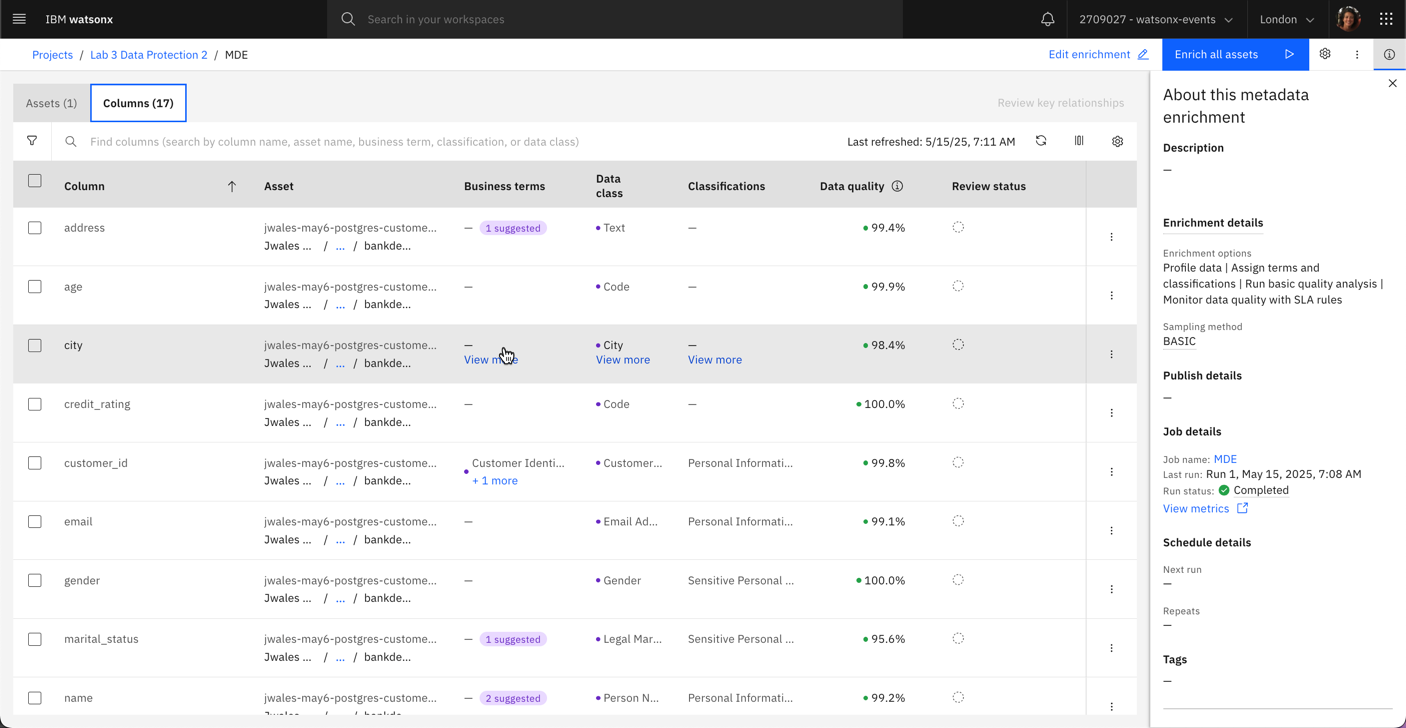 IBM watsonx
Search in your workspaces
2709027 - watsonx-events
London
Projects / Lab 3 Data Protection 2 / MDE
Edit enrichment
Enrich all assets
Assets (1)
Columns (17)
Review key relationships
Find columns (search by column name, asset name, business term, classification, or data class)
Last refreshed: 5/15/25, 7:11 AM
Column Asset Business terms Data class Classifications Data quality Review status
address jwales-may6-postgres-custome... — 1 suggested Text — 99.4%
Jwales ... / ... / bankde...
age jwales-may6-postgres-custome... — Code — 99.9%
Jwales ... / ... / bankde...
city jwales-may6-postgres-custome... — City — 98.4%
Jwales ... / ... / bankde... View more View more View more
credit_rating jwales-may6-postgres-custome... — Code — 100.0%
Jwales ... / ... / bankde...
customer_id jwales-may6-postgres-custome... Customer Identi... Customer... Personal Informati... 99.8%
Jwales ... / ... / bankde... + 1 more
email jwales-may6-postgres-custome... — Email Ad... Personal Informati... 99.1%
Jwales ... / ... / bankde...
gender jwales-may6-postgres-custome... — Gender Sensitive Personal ... 100.0%
Jwales ... / ... / bankde...
marital_status jwales-may6-postgres-custome... — 1 suggested Legal Mar... Sensitive Personal ... 95.6%
Jwales ... / ... / bankde...
name jwales-may6-postgres-custome... — 2 suggested Person N... Personal Informati... 99.2%
About this metadata
enrichment
Description
—
Enrichment details
Enrichment options
Profile data | Assign terms and
classifications | Run basic quality analysis |
Monitor data quality with SLA rules
Sampling method
BASIC
Publish details
—
Job details
Job name: MDE
Last run: Run 1, May 15, 2025, 7:08 AM
Run status: Completed
View metrics
Schedule details
Next run
—
Repeats
—
Tags
—